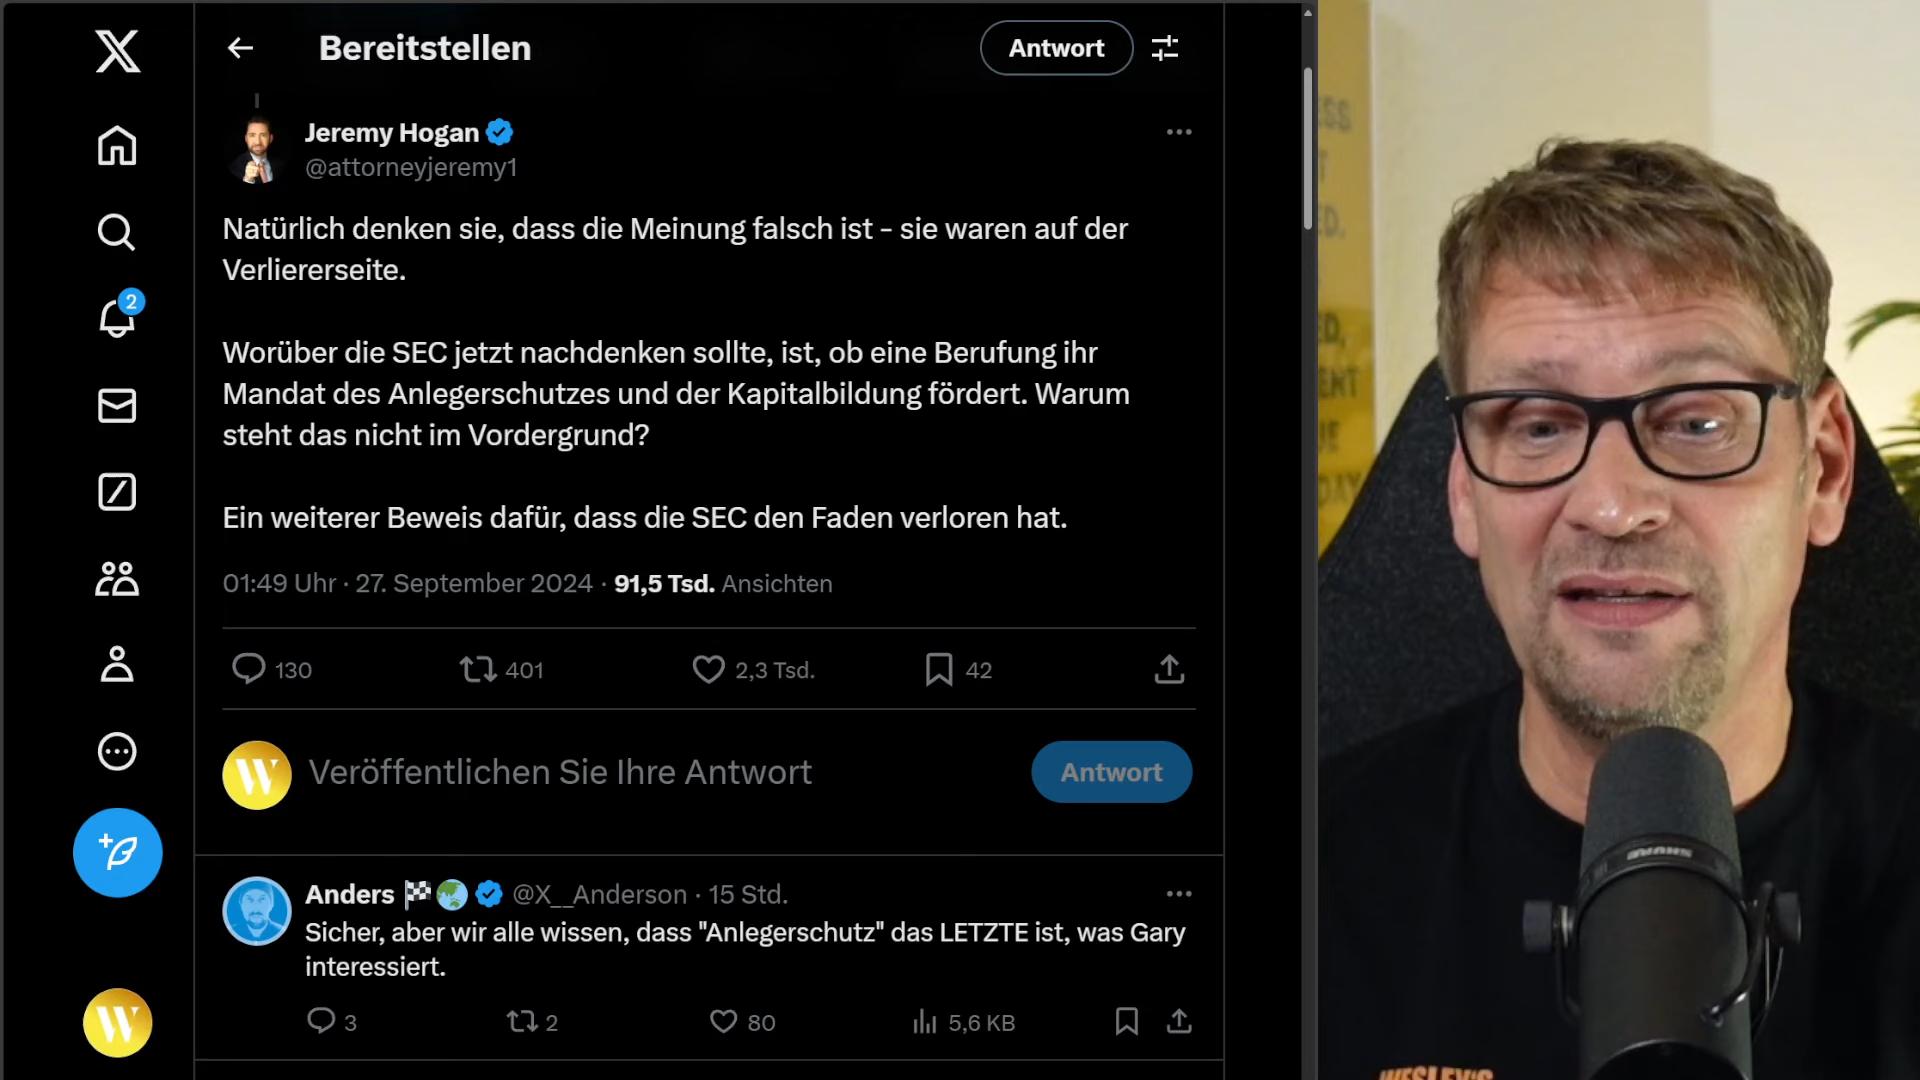 Bereitstellen
Antwort
Jeremy Hogan
@attorneyjeremy1
Natürlich denken sie, dass die Meinung falsch ist – sie waren auf der
Verliererseite.
Worüber die SEC jetzt nachdenken sollte, ist, ob eine Berufung ihr
Mandat des Anlegerschutzes und der Kapitalbildung fördert. Warum
steht das nicht im Vordergrund?
Ein weiterer Beweis dafür, dass die SEC den Faden verloren hat.
01:49 Uhr · 27. September 2024 · 91,5 Tsd. Ansichten
2
130 401 2,3 Tsd. 42
W Veröffentlichen Sie Ihre Antwort Antwort
Anders @X__Anderson · 15 Std.
Sicher, aber wir alle wissen, dass "Anlegerschutz" das LETZTE ist, was Gary
interessiert.
3 2 80 5,6 KB
W
SHURE
WESLEY'S